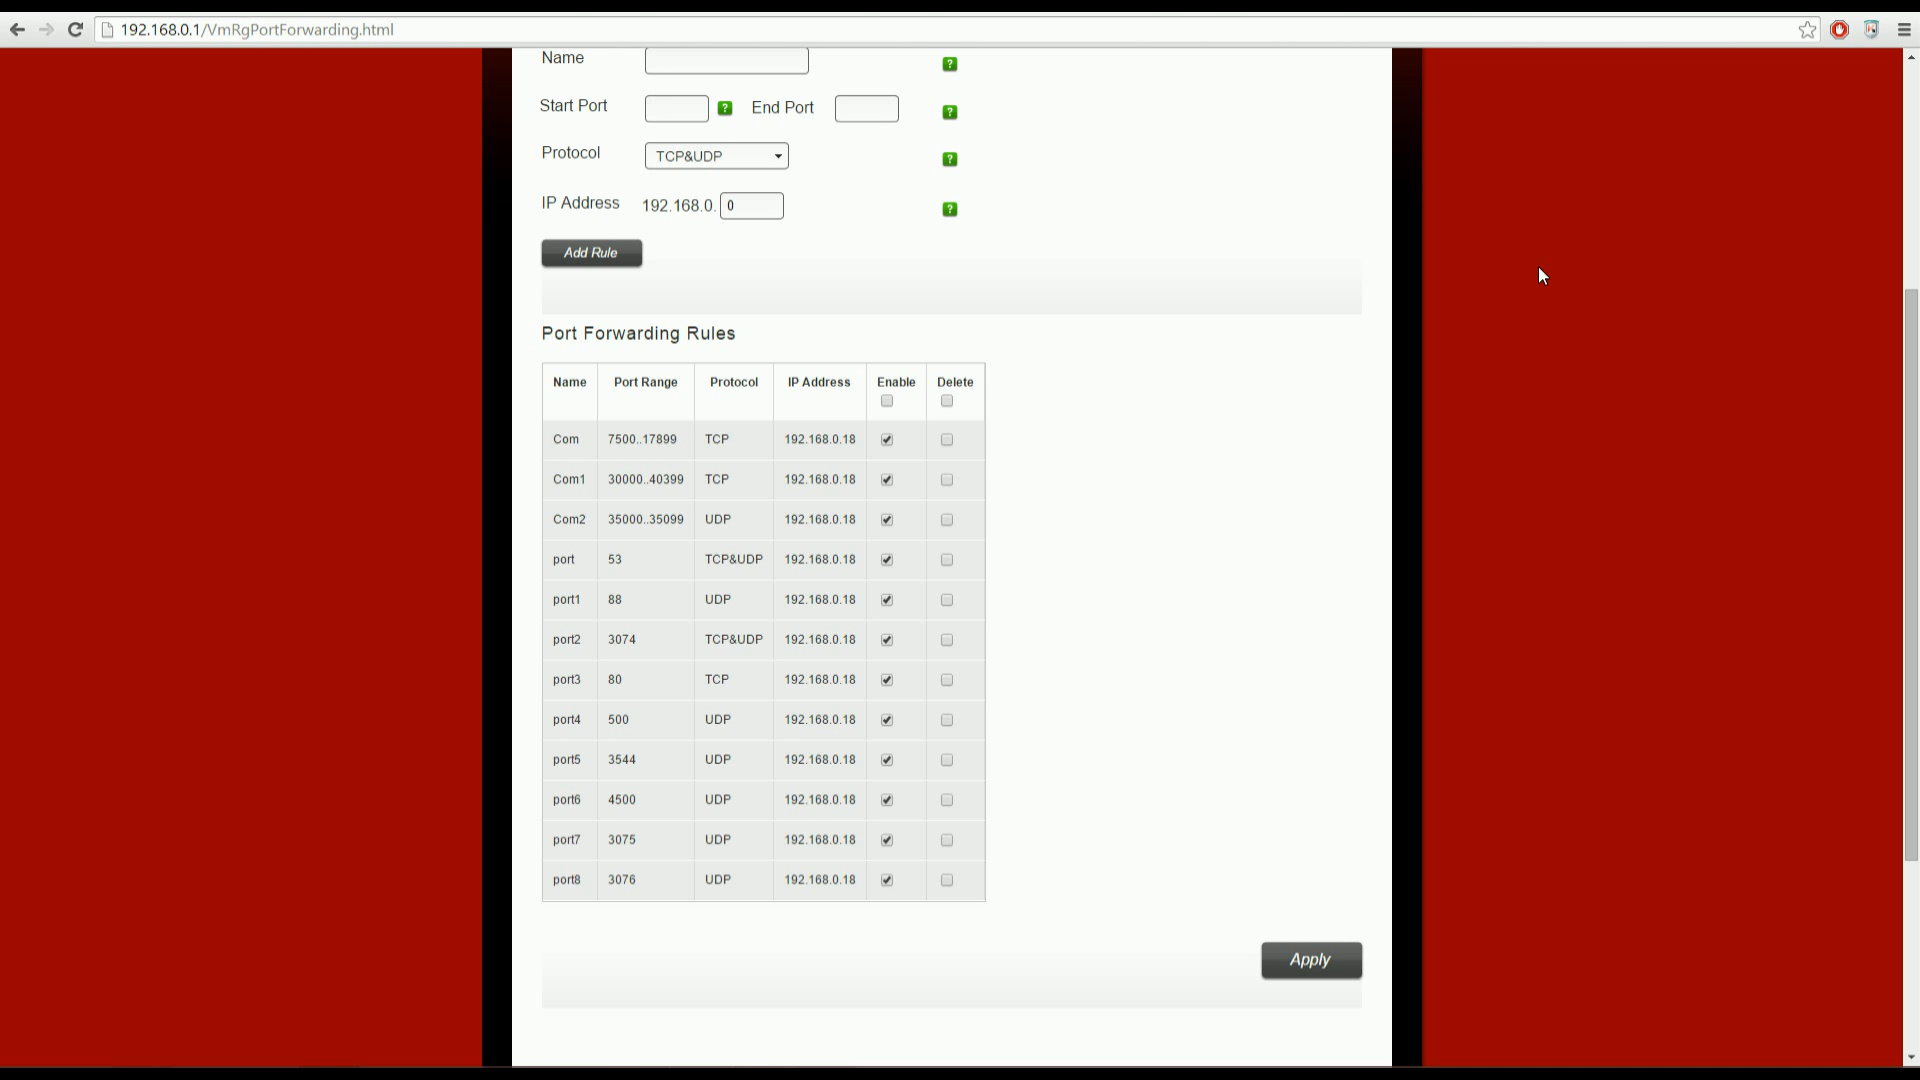 192.168.0.1/VmRgPortForwarding.html
Name
Start Port End Port
Protocol TCP&UDP
IP Address 192.168.0. 0
Add Rule
Port Forwarding Rules
Name Port Range Protocol IP Address Enable Delete
Com 7500..17899 TCP 192.168.0.18
Com1 30000..40399 TCP 192.168.0.18
Com2 35000..35099 UDP 192.168.0.18
port 53 TCP&UDP 192.168.0.18
port1 88 UDP 192.168.0.18
port2 3074 TCP&UDP 192.168.0.18
port3 80 TCP 192.168.0.18
port4 500 UDP 192.168.0.18
port5 3544 UDP 192.168.0.18
port6 4500 UDP 192.168.0.18
port7 3075 UDP 192.168.0.18
port8 3076 UDP 192.168.0.18
Apply